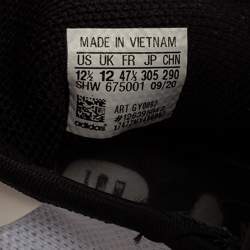 MADE IN VIETNAM
US UK FR JP CHN
12½ 12 47⅓ 305 290
SHW 675001 09/20
ART
adidas